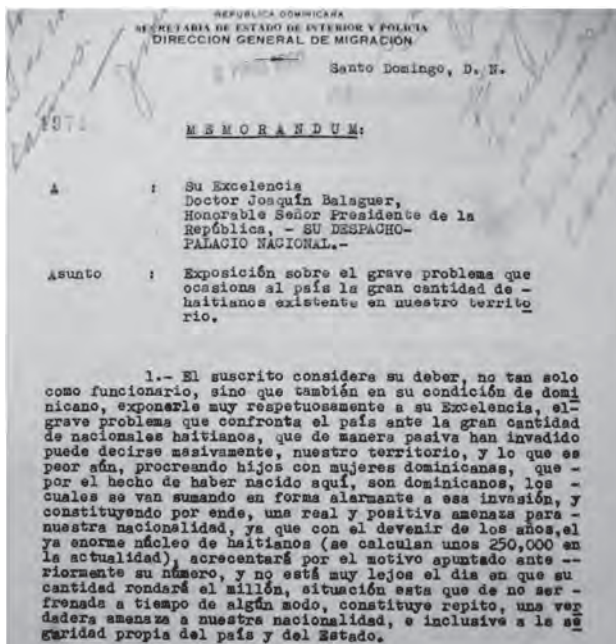 REPUBLICA DOMINICANA
SECRETARIA DE ESTADO DE INTERIOR Y POLICIA
DIRECCION GENERAL DE MIGRACION
Santo Domingo, D. N.
MEMORANDUM:
A : Su Excelencia
Doctor Joaquín Balaguer,
Honorable Señor Presidente de la
República, - SU DESPACHO-
PALACIO NACIONAL.-
Asunto : Exposición sobre el grave problema que
ocasiona al país la gran cantidad de -
haitianos existente en nuestro territo
rio.
1.- El suscrito considera su deber, no tan solo
como funcionario, sino que también en su condición de domi
nicano, exponerle muy respetuosamente a su Excelencia, el-
grave problema que confronta el país ante la gran cantidad
de nacionales haitianos, que de manera pasiva han invadido
puede decirse masivamente, nuestro territorio, y lo que es
peor aún, procreando hijos con mujeres dominicanas, que -
por el hecho de haber nacido aquí, son dominicanos, los -
cuales se van sumando en forma alarmante a esa invasión, y
constituyendo por ende, una real y positiva amenaza para -
nuestra nacionalidad, ya que con el devenir de los años,el
ya enorme núcleo de haitianos (se calculan unos 250,000 en
la actualidad), acrecentará por el motivo apuntado ante --
riormente su número, y no está muy lejos el dia en que su
cantidad rondará el millón, situación esta que de no ser -
frenada a tiempo de algún modo, constituye repito, una ver
dadera amenaza a nuestra nacionalidad, e inclusive a la se
guridad propia del país y del Estado.